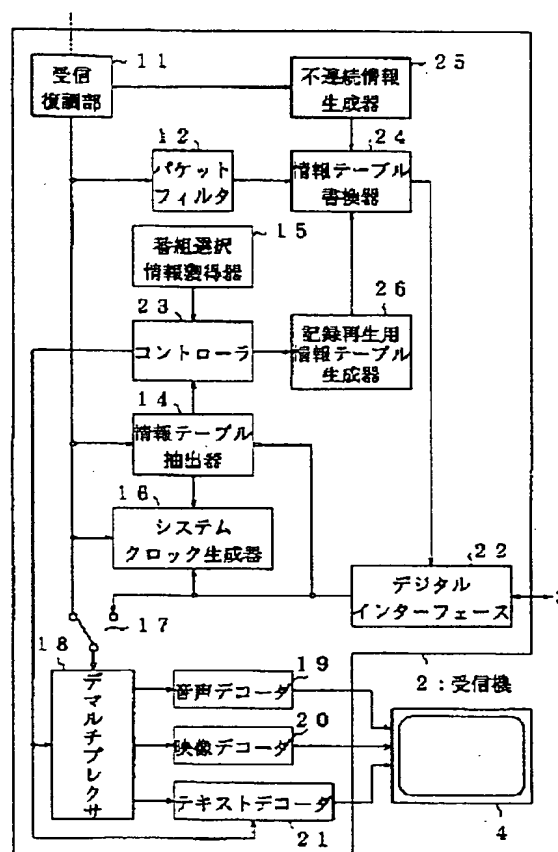 11
受信
復調部
25
不連続情報
生成器
12
パケット
フィルタ
24
情報テーブル
書換器
15
番組選択
情報獲得器
23
コントローラ
26
記録再生用
情報テーブル
生成器
14
情報テーブル
抽出器
16
システム
クロック生成器
22
デジタル
インターフェース
3
17
18
デマルチプレクサ
19
音声デコーダ
2：受信機
20
映像デコーダ
テキストデコーダ
21
4